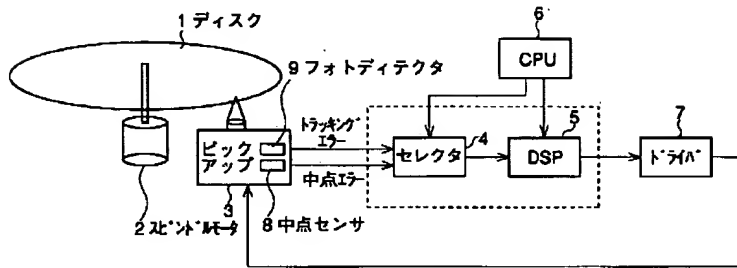 1 ディスク
9 フォトディテクタ
6
CPU
トラッキングエラー
ピックアップ
中点エラー
セレクタ
4
5
DSP
7
ドライバ
3
2 スピンドルモータ
8 中点センサ